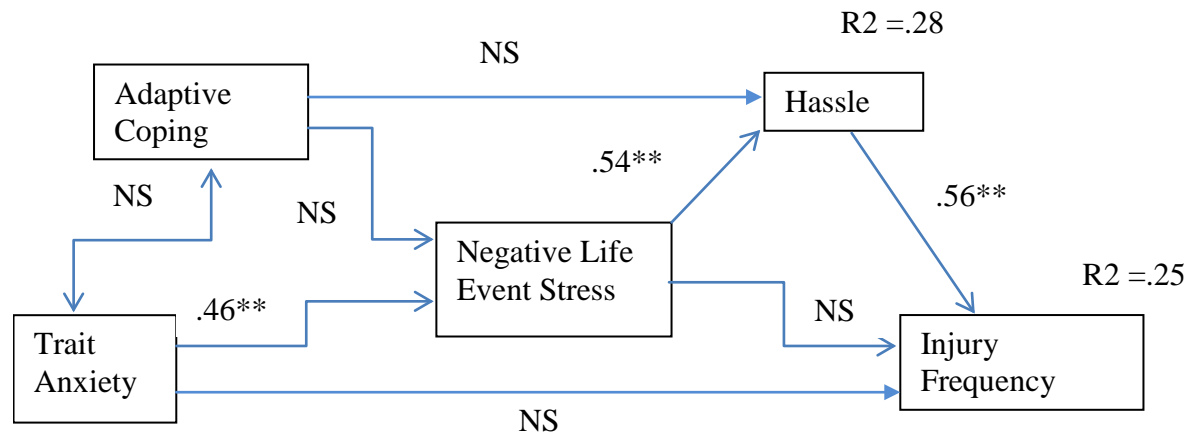 R2 =.28
NS
Adaptive
Coping
Hassle
.54**
NS
NS
.56**
Negative Life
Event Stress
R2 =.25
.46**
NS
Trait
Anxiety
Injury
Frequency
NS